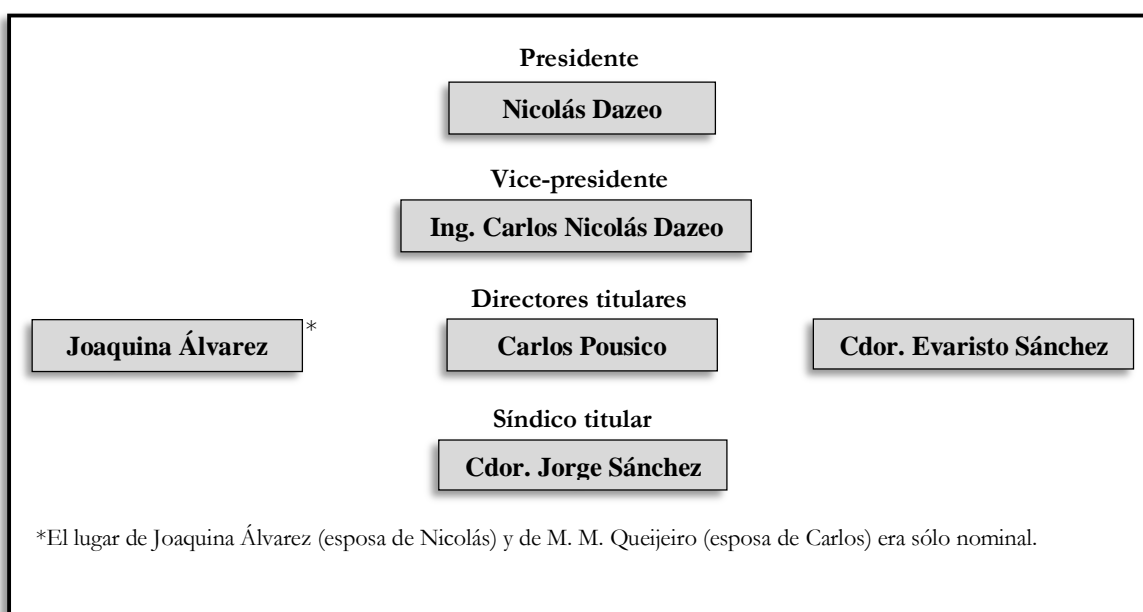 Presidente
Nicolás Dazeo
Vice-presidente
Ing. Carlos Nicolás Dazeo
Directores titulares
Joaquina Álvarez *
Carlos Pousico
Cdor. Evaristo Sánchez
Síndico titular
Cdor. Jorge Sánchez
*El lugar de Joaquina Álvarez (esposa de Nicolás) y de M. M. Queijeiro (esposa de Carlos) era sólo nominal.